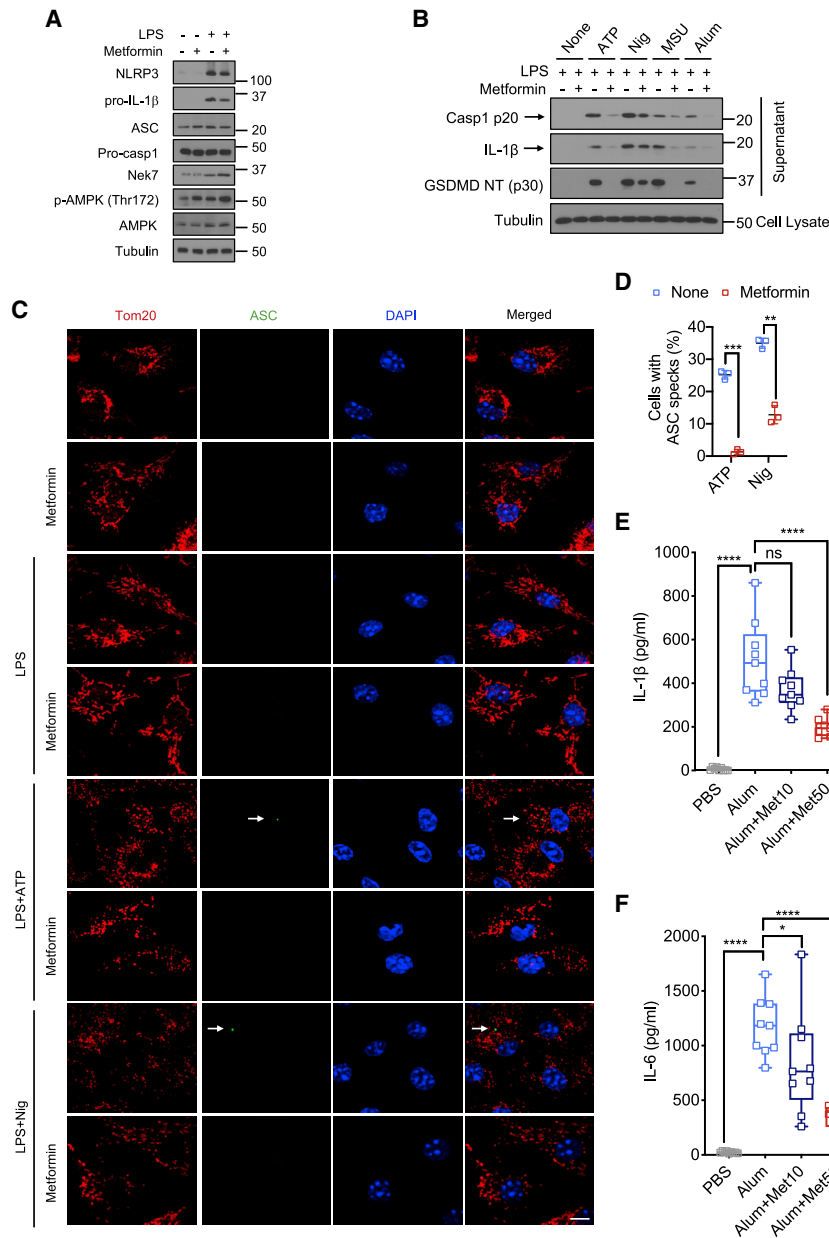 A
LPS - - + +
Metformin - + - +
NLRP3
100
pro-IL-1β
37
ASC
20
Pro-casp1
50
Nek7
37
p-AMPK (Thr172)
50
AMPK
50
Tubulin
50
B
None ATP Nig MSU Alum
LPS + + + + + + + + + +
Metformin - + - + - + - + - +
Casp1 p20
20
IL-1β
20
GSDMD NT (p30)
37
Supernatant
Tubulin
50 Cell Lysate
C
Tom20 ASC DAPI Merged
Metformin
LPS
Metformin
LPS+ATP
Metformin
LPS+Nig
Metformin
D
None Metformin
Cells with
ASC specks (%)
40
30
20
10
0
*** **
ATP Nig
E
IL-1β (pg/ml)
1000
800
600
400
200
0
****
**** ns
PBS Alum Alum+Met10 Alum+Met50
F
IL-6 (pg/ml)
2000
1500
1000
500
0
****
**** *
PBS Alum Alum+Met10